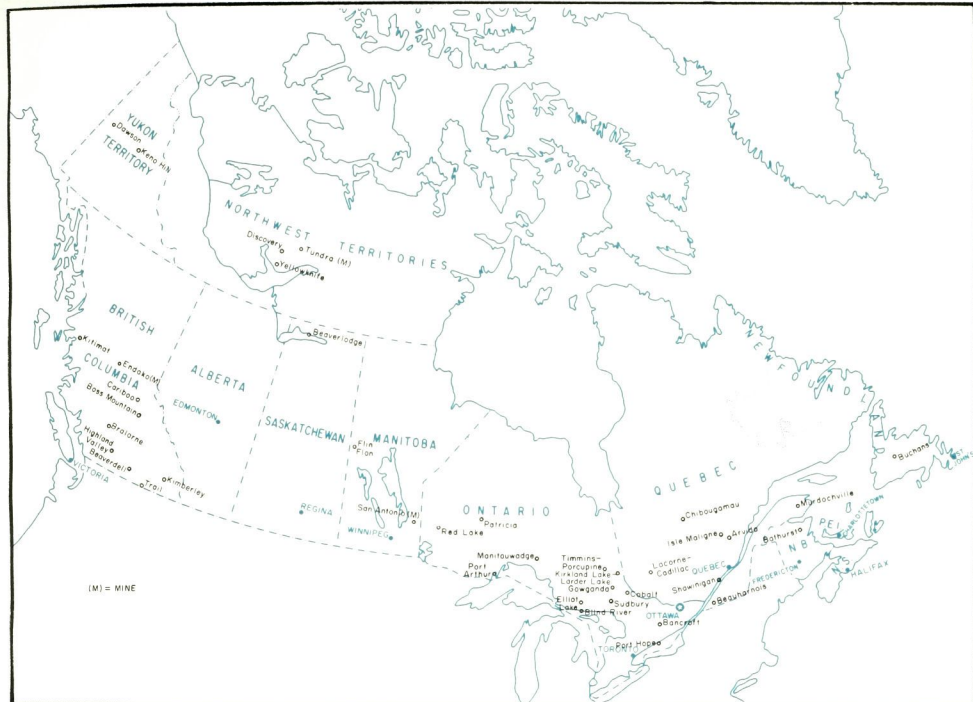 YUKON
Dawson
Keno Hill
TERRITORY
NORTHWEST TERRITORIES
Discovery
Tundra (M)
Yellowknife
BRITISH
Beaverlodge
Kitimat
Endako (M)
COLUMBIA
Cariboo
Boss Mountain
ALBERTA
EDMONTON
Bralorne
Highland
Valley
Beaverdell
VICTORIA
Trail
Kimberley
SASKATCHEWAN
REGINA
MANITOBA
Flin
Flon
San Antonio (M)
WINNIPEG
ONTARIO
Patricia
Red Lake
Manitouwadge
Port
Arthur
Timmins-
Porcupine
Kirkland Lake
Larder Lake
Gowganda
Cobalt
Elliot
Lake
Sudbury
Blind River
OTTAWA
Bancroft
Port Hope
TORONTO
QUEBEC
Chibougamau
Isle Maligne
Arvida
Lacorne-
Cadillac
QUEBEC
Shawinigan
Beauharnois
NEWFOUNDLAND
Buchans
ST JOHNS
Murdochville
Bathurst
PEI
CHARLOTTETOWN
NB
FREDERICTON
HALIFAX
(M) = MINE